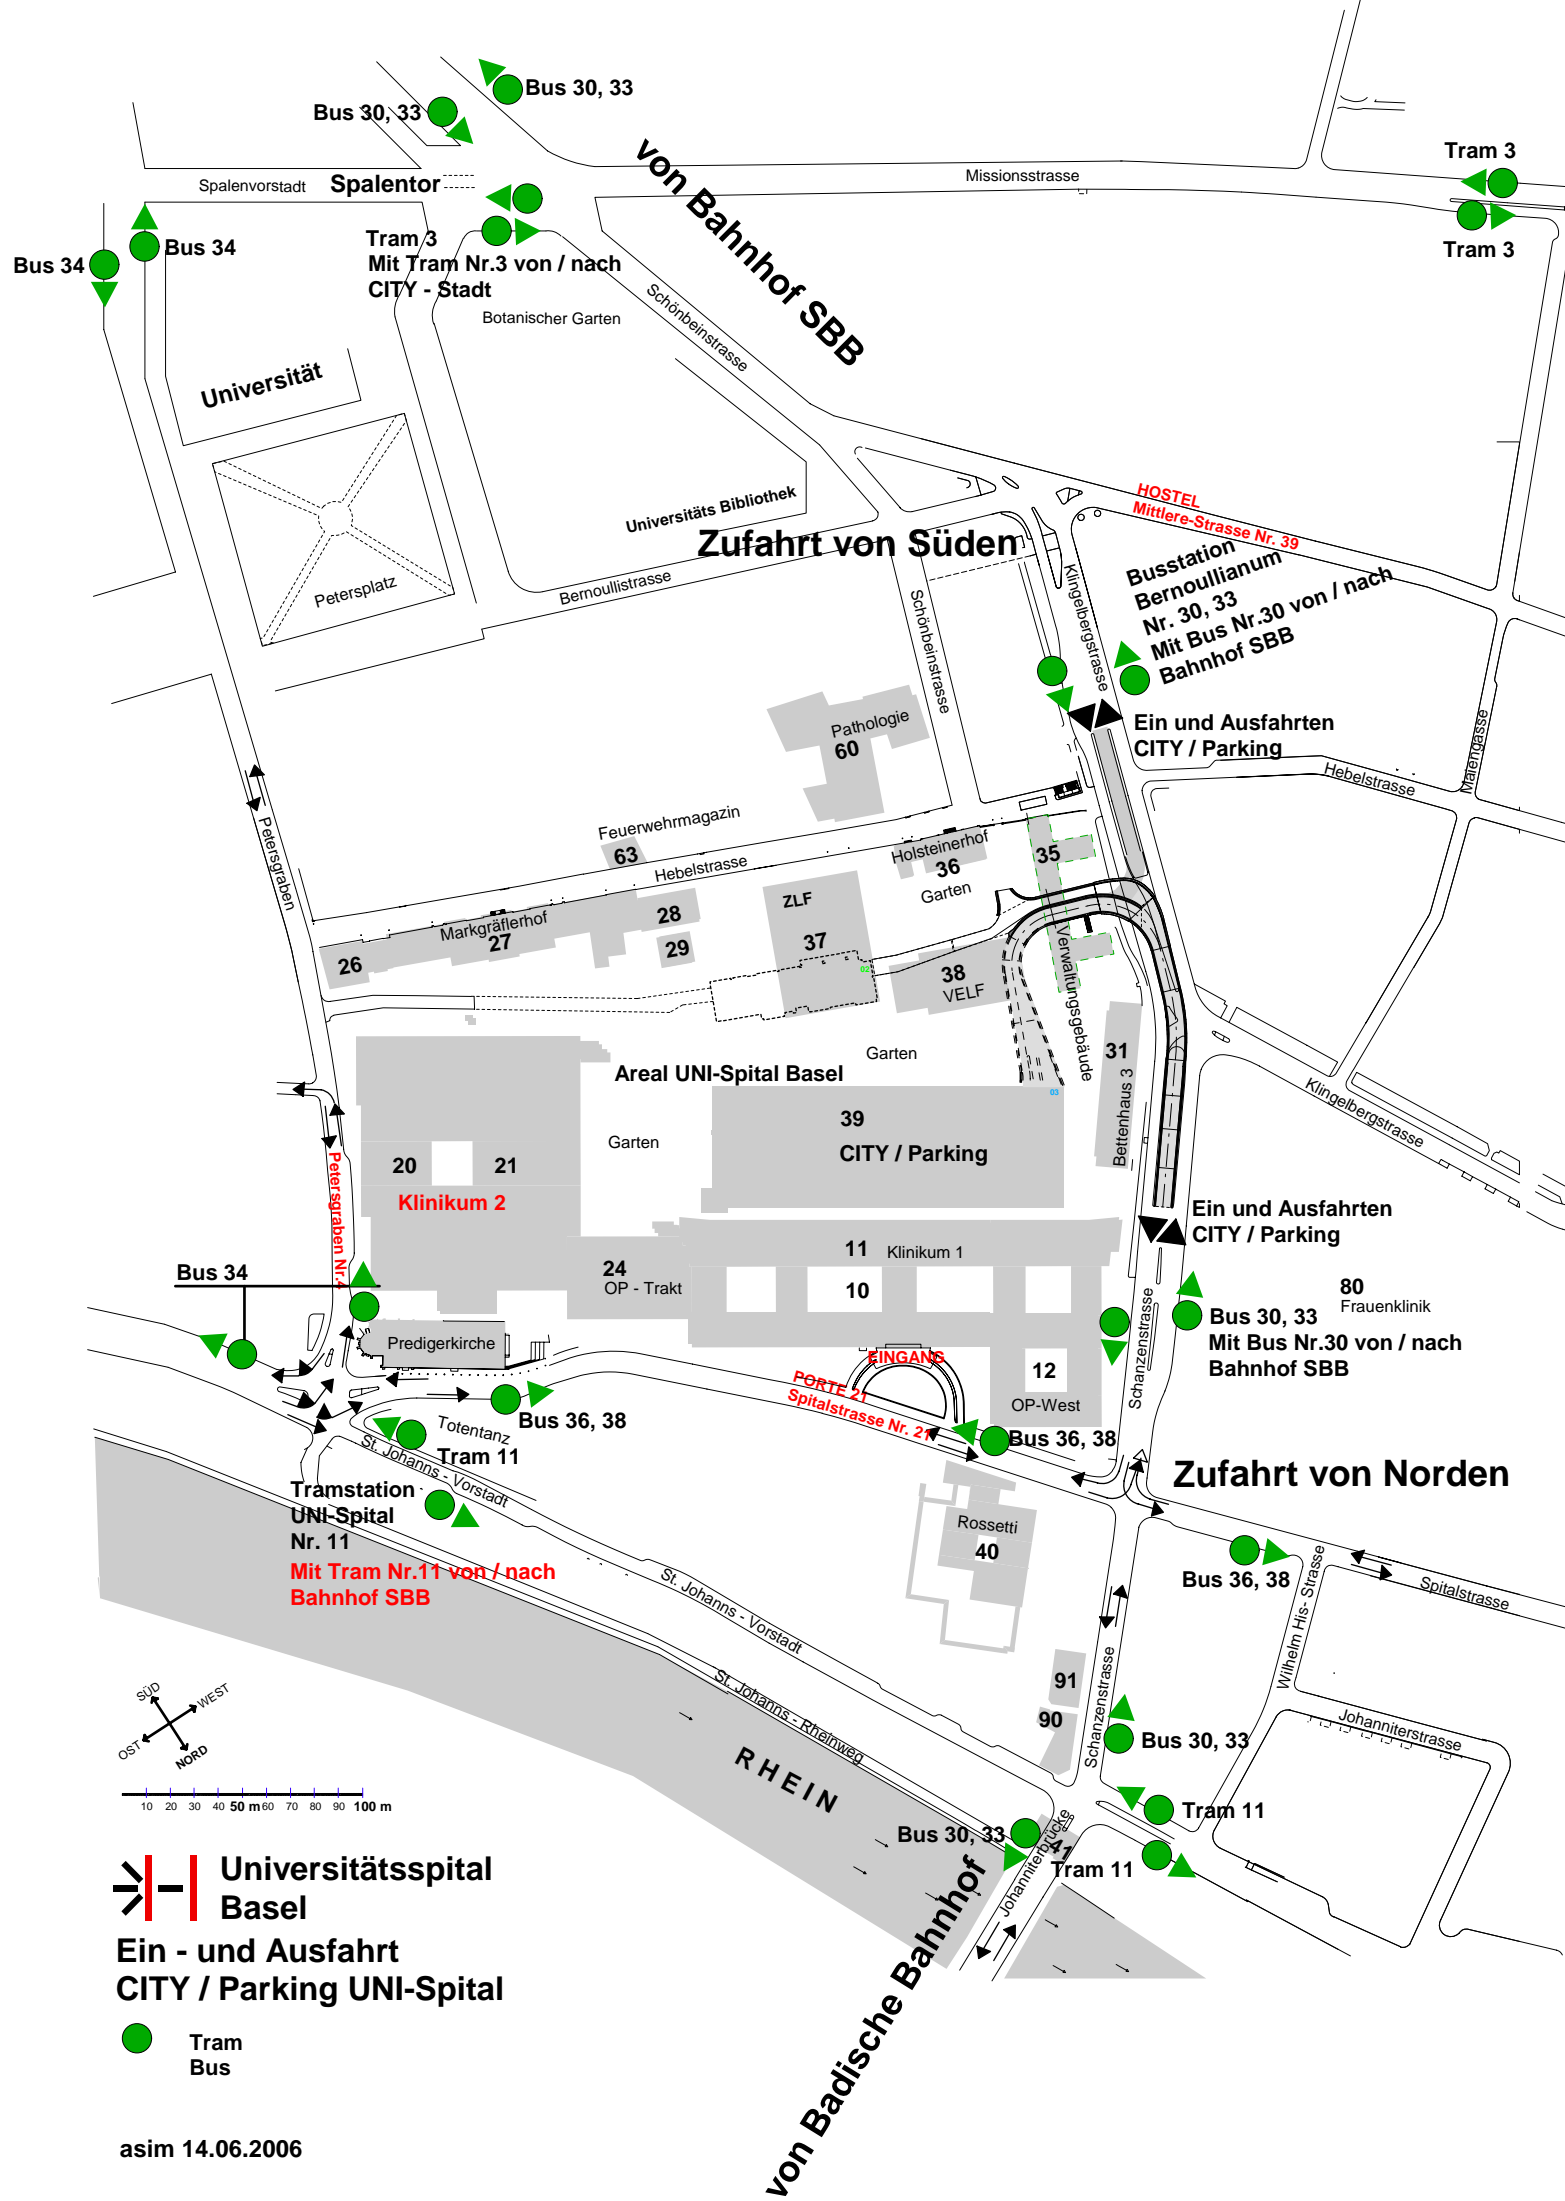 Bus 30, 33
Bus 30, 33
von Bahnhof SBB
Missionsstrasse
Tram 3
Tram 3
Spalenvorstadt
Spalentor
Bus 34
Bus 34
Tram 3
Mit Tram Nr.3 von / nach
CITY - Stadt
Botanischer Garten
Schönbeinstrasse
Universität
Petersplatz
Universitäts Bibliothek
Zufahrt von Süden
Bernoullistrasse
HOSTEL
Mittlere-Strasse Nr. 39
Busstation
Bernoullianum
Nr. 30, 33
Mit Bus Nr.30 von / nach
Bahnhof SBB
Klingelbergstrasse
Schönbeinstrasse
Ein und Ausfahrten
CITY / Parking
Maiengasse
Hebelstrasse
Pathologie
60
Petersgraben
Feuerwehrmagazin
63
Hebelstrasse
Holsteinerhof
36
Garten
35
Markgräflerhof
26
27
28
29
ZLF
37
02
38
VELF
Verwaltungsgebäude
31
Bettenhaus 3
Garten
Areal UNI-Spital Basel
Garten
03
39
CITY / Parking
Klingelbergstrasse
20
21
Klinikum 2
Petersgraben Nr.4
Ein und Ausfahrten
CITY / Parking
11
Klinikum 1
10
24
OP - Trakt
Bus 34
Predigerkirche
80
Frauenklinik
Bus 30, 33
Mit Bus Nr.30 von / nach
Bahnhof SBB
Schanzenstrasse
EINGANG
12
OP-West
PORTE 21
Spitalstrasse Nr. 21
Bus 36, 38
Bus 36, 38
Totentanz
Tram 11
St. Johanns - Vorstadt
Tramstation
UNI-Spital
Nr. 11
Mit Tram Nr.11 von / nach
Bahnhof SBB
Zufahrt von Norden
Rossetti
40
Bus 36, 38
Spitalstrasse
Wilhelm His- Strasse
St. Johanns - Vorstadt
St. Johanns - Rheinweg
91
90
Schanzenstrasse
Bus 30, 33
Johanniterstrasse
SÜD
WEST
OST
NORD
10 20 30 40 50 m 60 70 80 90 100 m
RHEIN
Tram 11
Bus 30, 33
Johanniterbrücke
41
Tram 11
von Badische Bahnhof
Universitätsspital
Basel
Ein - und Ausfahrt
CITY / Parking UNI-Spital
Tram
Bus
asim 14.06.2006